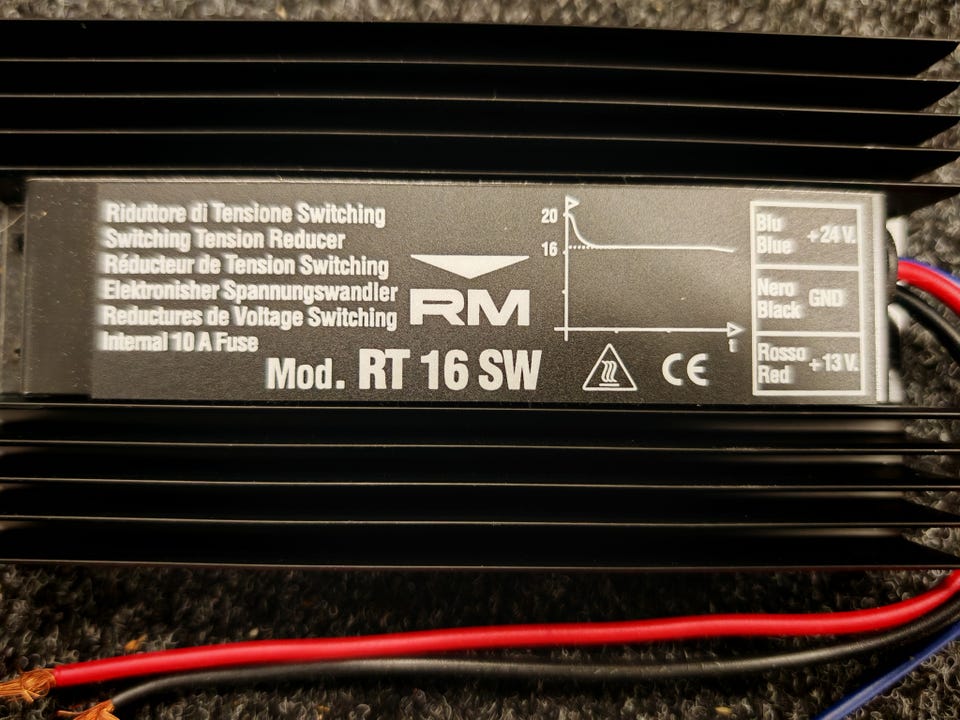 Riduttore di Tensione Switching
Switching Tension Reducer
Réducteur de Tension Switching
Elektronisher Spannungswandler
Reductures de Voltage Switching
Internal 10 A Fuse
RM
Mod. RT 16 SW
20
16
t
CE
Blu
Blue +24 V.
Nero
Black GND
Rosso
Red +13 V.